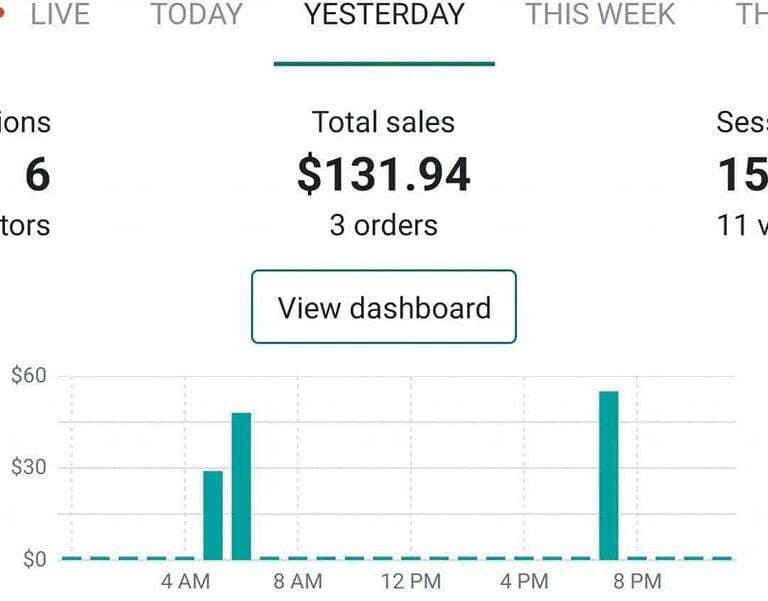 LIVE TODAY YESTERDAY THIS WEEK TH
ions Total sales Sess
6 $131.94 15
tors 3 orders 11 v
View dashboard
$60
$30
$0
4 AM 8 AM 12 PM 4 PM 8 PM